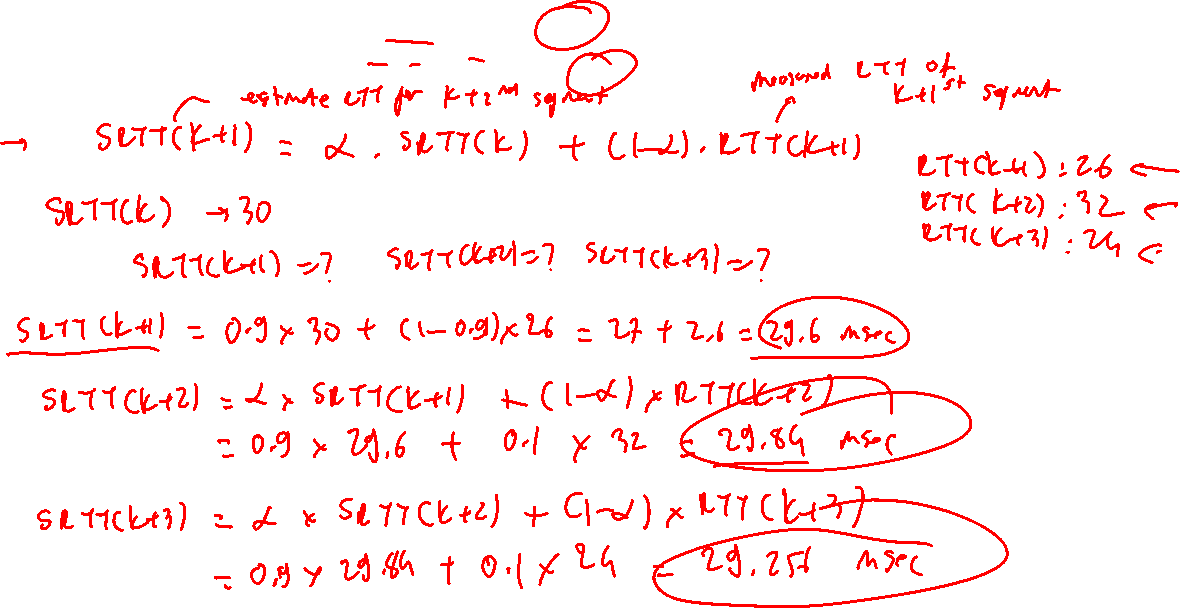 measured RTT of
k+1st segment
estimate RTT for k+2nd segment
→ SRTT(k+1) = α . SRTT(k) + (1-α). RTT(k+1)
RTT(k+1) : 26 ←
SRTT(k) → 30
RTT(k+2) : 32 ←
RTT(k+3) : 24 ←
SRTT(k+1) = ? SRTT(k+2) = ? SRTT(k+3) = ?
SRTT(k+1) = 0.9 × 30 + (1-0.9)×26 = 27 + 2.6 = 29.6 msec
SRTT(k+2) = α × SRTT(k+1) + (1-α) × RTT(k+2)
= 0.9 × 29.6 + 0.1 × 32 = 29.84 msec
SRTT(k+3) = α × SRTT(k+2) + (1-α) × RTT(k+3)
= 0.9 × 29.84 + 0.1 × 24 = 29.256 msec